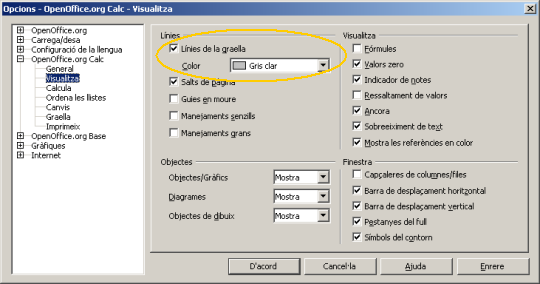 Opcions - OpenOffice.org Calc - Visualitza
OpenOffice.org
Carrega/desa
Configuració de la llengua
OpenOffice.org Calc
General
Visualitza
Calcula
Ordena les llistes
Canvis
Graella
Imprimeix
OpenOffice.org Base
Gràfiques
Internet
Línies
Línies de la graella
Color
Gris clar
Salts de pàgina
Guies en moure
Manejaments senzills
Manejaments grans
Visualitza
Fórmules
Valors zero
Indicador de notes
Ressaltament de valors
Àncora
Sobreeiximent de text
Mostra les referències en color
Objectes
Objectes/Gràfics Mostra
Diagrames Mostra
Objectes de dibuix Mostra
Finestra
Capçaleres de columnes/files
Barra de desplaçament horitzontal
Barra de desplaçament vertical
Pestanyes del full
Símbols del contorn
D'acord Cancel·la Ajuda Enrere